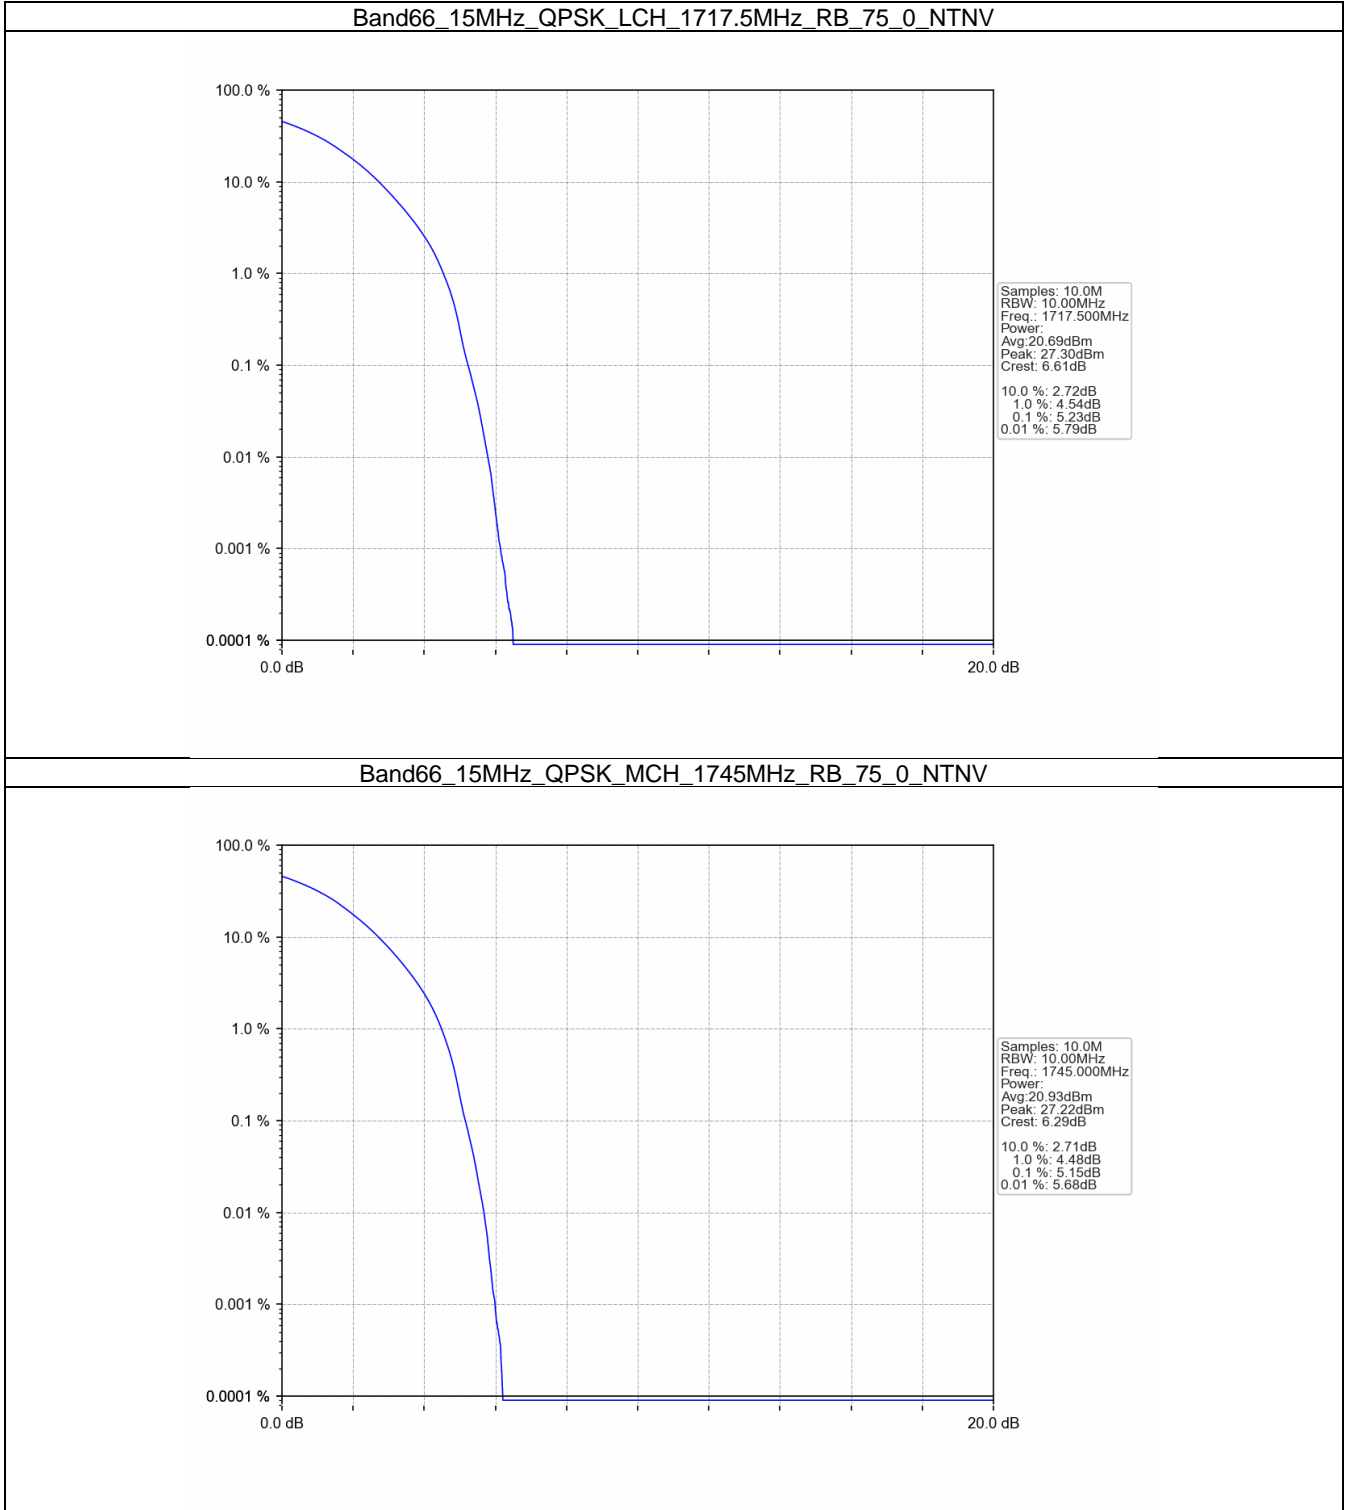 Band66_15MHz_QPSK_LCH_1717.5MHz_RB_75_0_NTNV
100.0 %
10.0 %
1.0 %
0.1 %
0.01 %
0.001 %
0.0001 %
0.0 dB
20.0 dB
Samples: 10.0M
RBW: 10.00MHz
Freq.: 1717.500MHz
Power:
Avg:20.69dBm
Peak: 27.30dBm
Crest: 6.61dB
10.0 %: 2.72dB
1.0 %: 4.54dB
0.1 %: 5.23dB
0.01 %: 5.79dB
Band66_15MHz_QPSK_MCH_1745MHz_RB_75_0_NTNV
100.0 %
10.0 %
1.0 %
0.1 %
0.01 %
0.001 %
0.0001 %
0.0 dB
20.0 dB
Samples: 10.0M
RBW: 10.00MHz
Freq.: 1745.000MHz
Power:
Avg:20.93dBm
Peak: 27.22dBm
Crest: 6.29dB
10.0 %: 2.71dB
1.0 %: 4.48dB
0.1 %: 5.15dB
0.01 %: 5.68dB